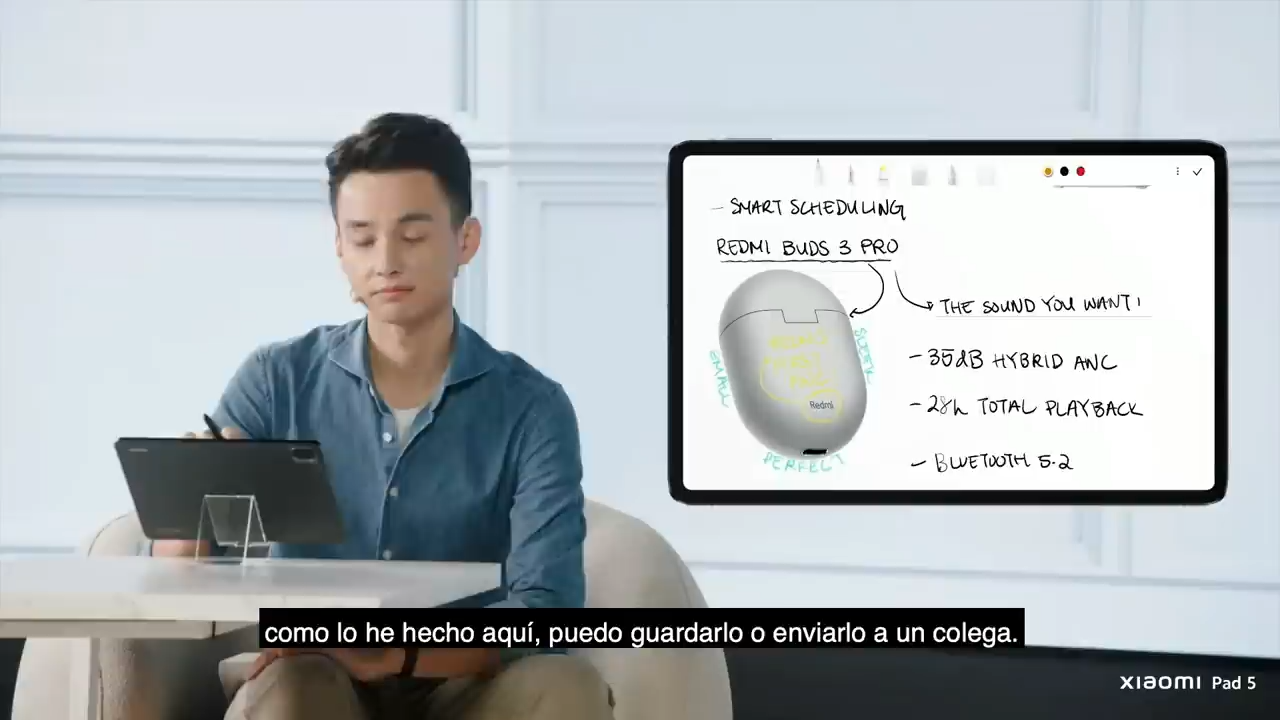 - SMART SCHEDULING
REDMI BUDS 3 PRO
THE SOUND YOU WANT!
SMALL
SLEEK
Redmi
PERFECT
- 35dB HYBRID ANC
- 28h TOTAL PLAYBACK
- BLUETOOTH 5.2
como lo he hecho aquí, puedo guardarlo o enviarlo a un colega.
xiaomi Pad 5